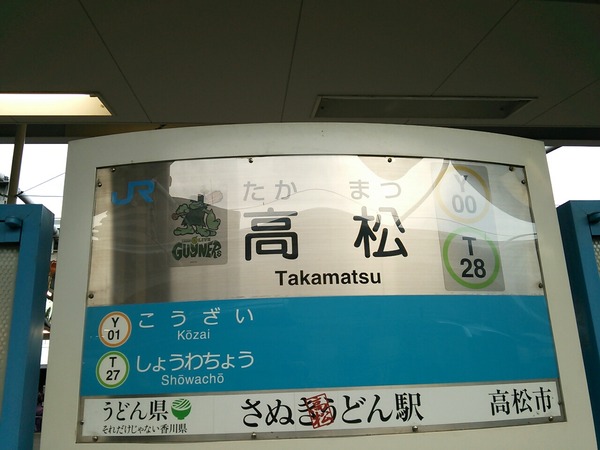 JR
たか まつ
高 松
Takamatsu
GUYNERS
Y
00
T
28
Y
01
こうざい
Kōzai
T
27
しょうわちょう
Shōwachō
うどん県
それだけじゃない香川県
さぬきうどん駅
高松市